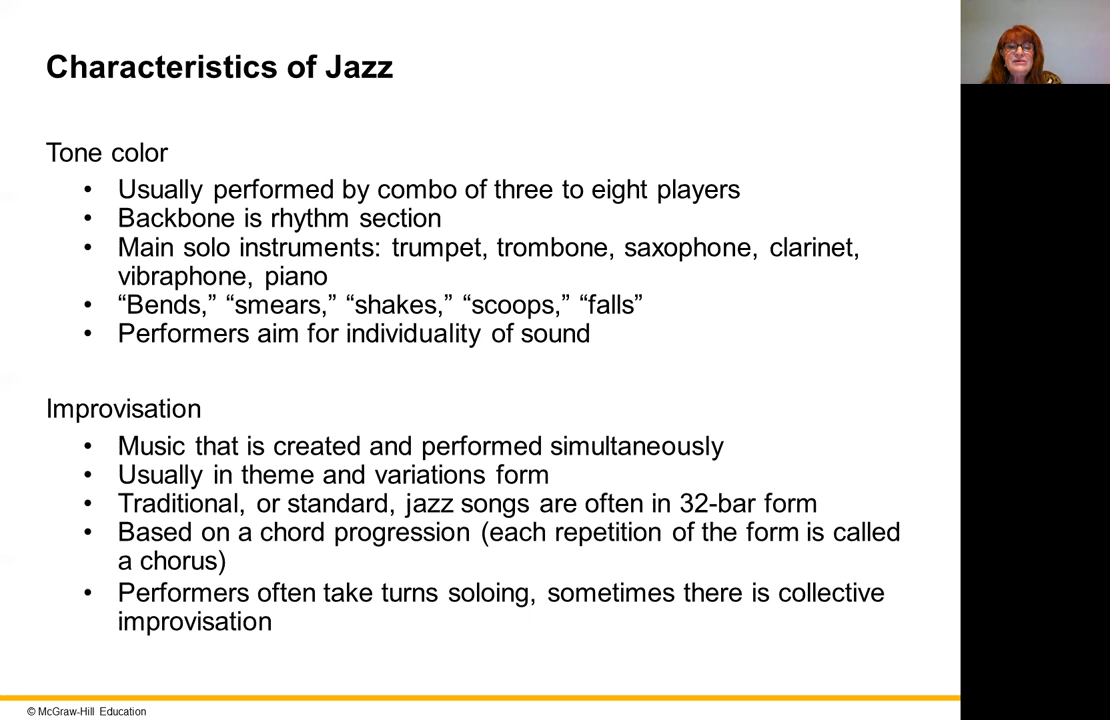 Characteristics of Jazz
Tone color
• Usually performed by combo of three to eight players
• Backbone is rhythm section
• Main solo instruments: trumpet, trombone, saxophone, clarinet,
vibraphone, piano
• “Bends,” “smears,” “shakes,” “scoops,” “falls”
• Performers aim for individuality of sound
Improvisation
• Music that is created and performed simultaneously
• Usually in theme and variations form
• Traditional, or standard, jazz songs are often in 32-bar form
• Based on a chord progression (each repetition of the form is called
a chorus)
• Performers often take turns soloing, sometimes there is collective
improvisation
© McGraw-Hill Education